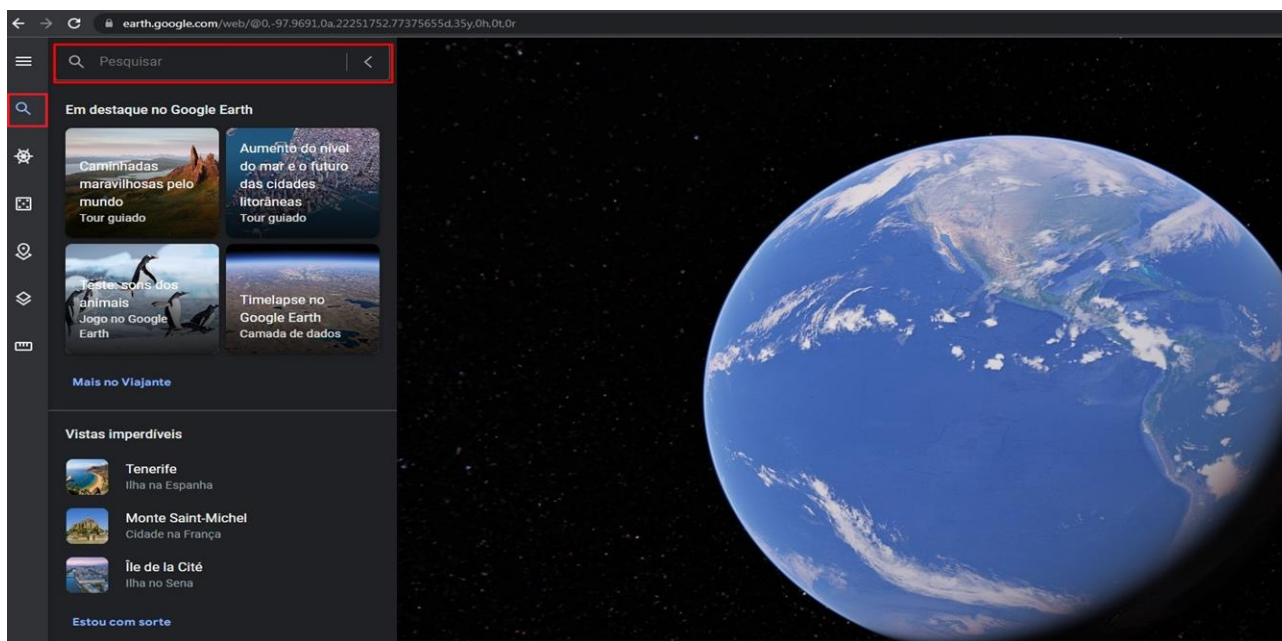 earth.google.com/web/@0,-97.9691,0a,22251752.77375655d,35y,0h,0t,0r
Pesquisar
Em destaque no Google Earth
Caminhadas
maravilhosas pelo
mundo
Tour guiado
Aumento do nível
do mar e o futuro
das cidades
litorâneas
Tour guiado
Teste: sons dos
animais
Jogo no Google
Earth
Timelapse no
Google Earth
Camada de dados
Mais no Viajante
Vistas imperdíveis
Tenerife
Ilha na Espanha
Monte Saint-Michel
Cidade na França
Île de la Cité
Ilha no Sena
Estou com sorte